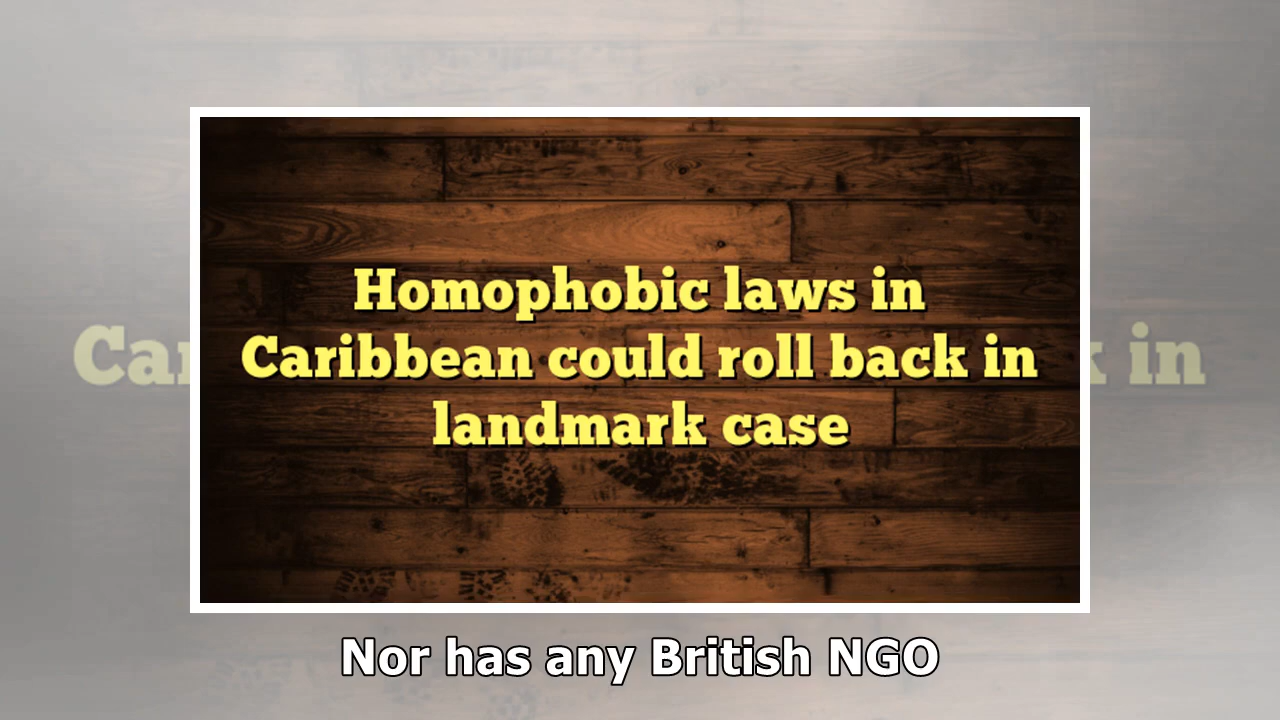 Homophobic laws in
Caribbean could roll back in
landmark case
Nor has any British NGO